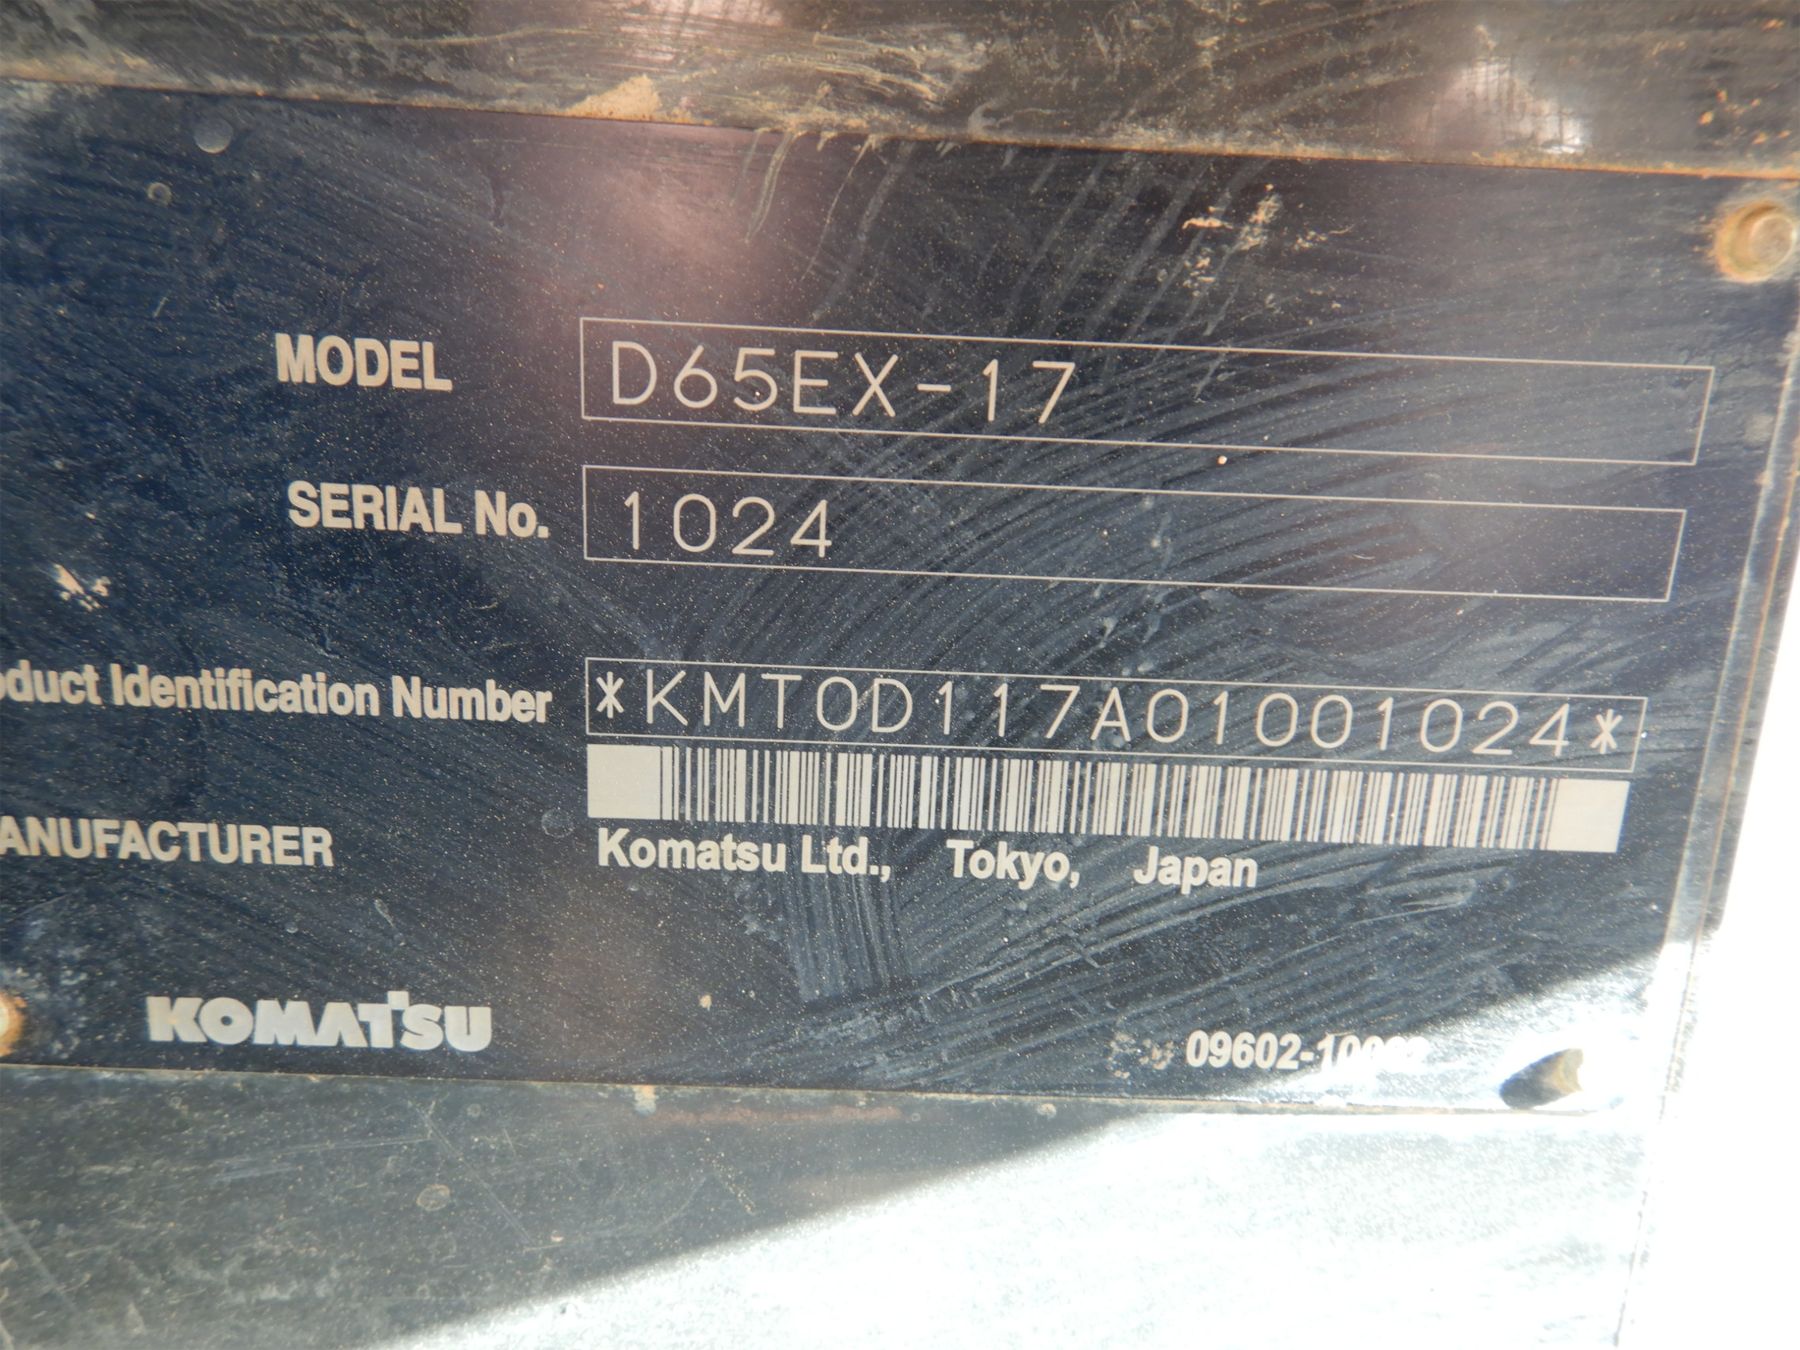 MODEL D65EX-17
SERIAL No. 1024
oduct Identification Number *KMT0D117A01001024*
ANUFACTURER Komatsu Ltd., Tokyo, Japan
KOMATSU